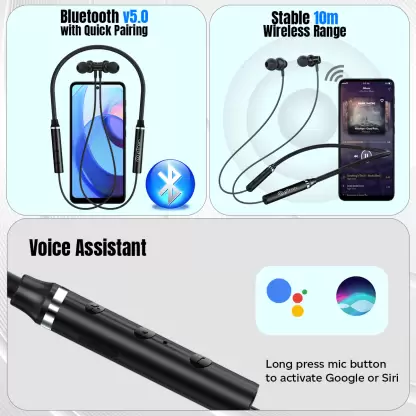 Bluetooth v5.0
with Quick Pairing
Stable 10m
Wireless Range
Voice Assistant
Long press mic button
to activate Google or Siri